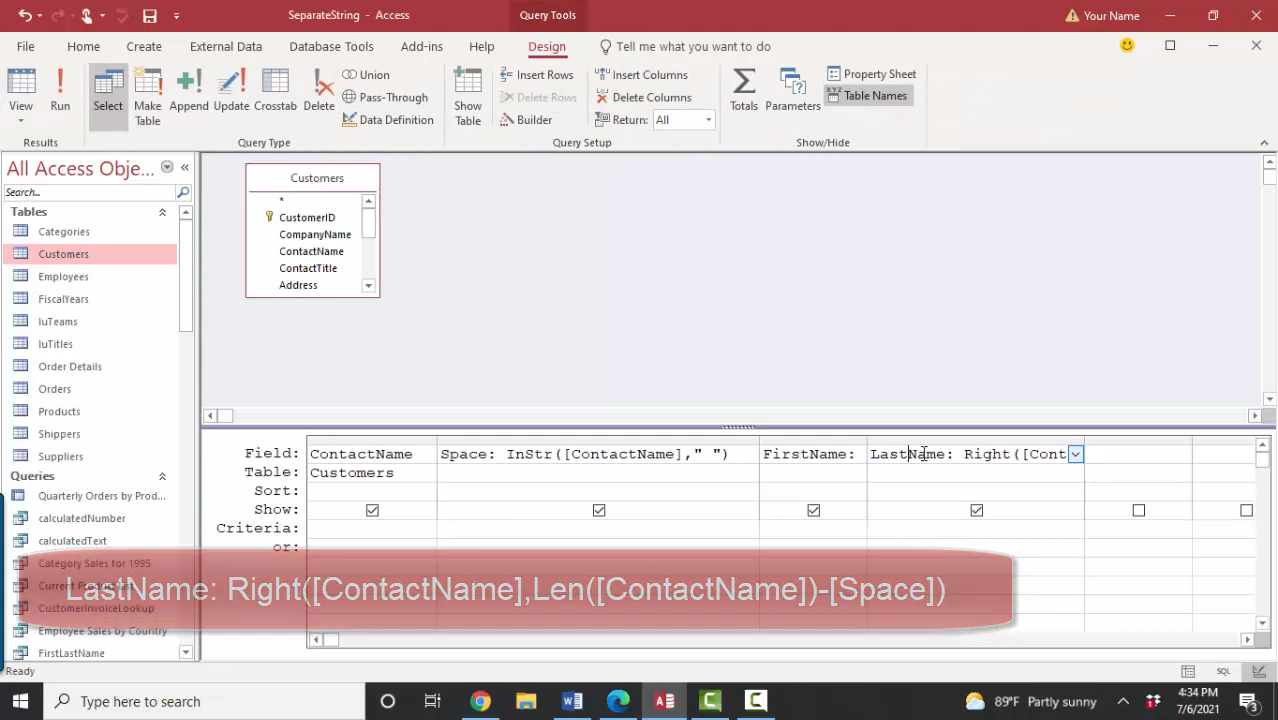 SeparateString - Access
Query Tools
Your Name
File
Home
Create
External Data
Database Tools
Add-ins
Help
Design
Tell me what you want to do
View
Run
Select
Make Table
Append
Update
Crosstab
Delete
Union
Pass-Through
Data Definition
Show Table
Insert Rows
Delete Rows
Builder
Insert Columns
Delete Columns
Return: All
Totals
Parameters
Property Sheet
XYZ
Table Names
Results
Query Type
Query Setup
Show/Hide
All Access Obje...
Search...
Tables
Categories
Customers
Employees
FiscalYears
luTeams
luTitles
Order Details
Orders
Products
Shippers
Suppliers
Queries
Quarterly Orders by Prod...
calculatedNumber
calculatedText
Category Sales for 1995
CustomerInvoiceLookup
Employee Sales by Country
FirstLastName
Customers
*
CustomerID
CompanyName
ContactName
ContactTitle
Address
Field: ContactName Space: InStr([ContactName]," ") FirstName: LastName: Right([Cont
Table: Customers
Sort:
Show:
Criteria:
or:
LastName: Right([ContactName],Len([ContactName])-[Space])
Ready
SQL
Type here to search
89°F Partly sunny
4:34 PM
7/6/2021
3